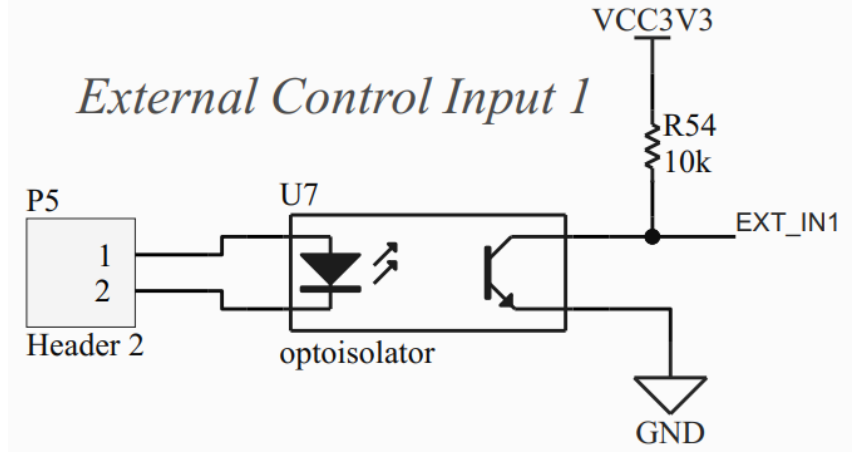 VCC3V3
External Control Input 1
R54
10k
P5
U7
EXT_IN1
1
2
Header 2
optoisolator
GND